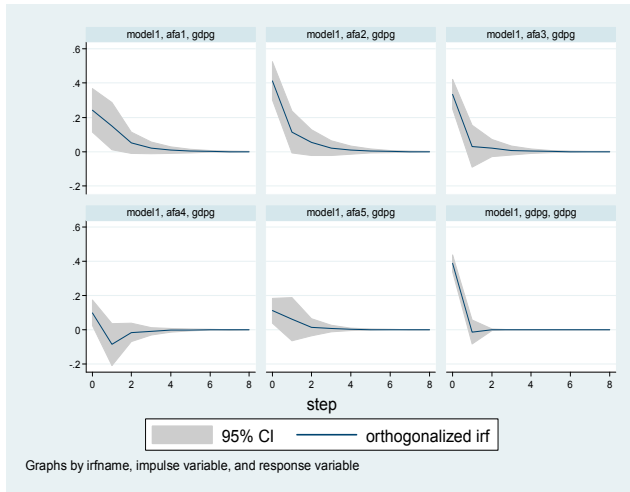 model1, afa1, gdpg
model1, afa2, gdpg
model1, afa3, gdpg
.6
.4
.2
0
-.2
model1, afa4, gdpg
model1, afa5, gdpg
model1, gdpg, gdpg
.6
.4
.2
0
-.2
0 2 4 6 8
0 2 4 6 8
0 2 4 6 8
step
95% CI
orthogonalized irf
Graphs by irfname, impulse variable, and response variable